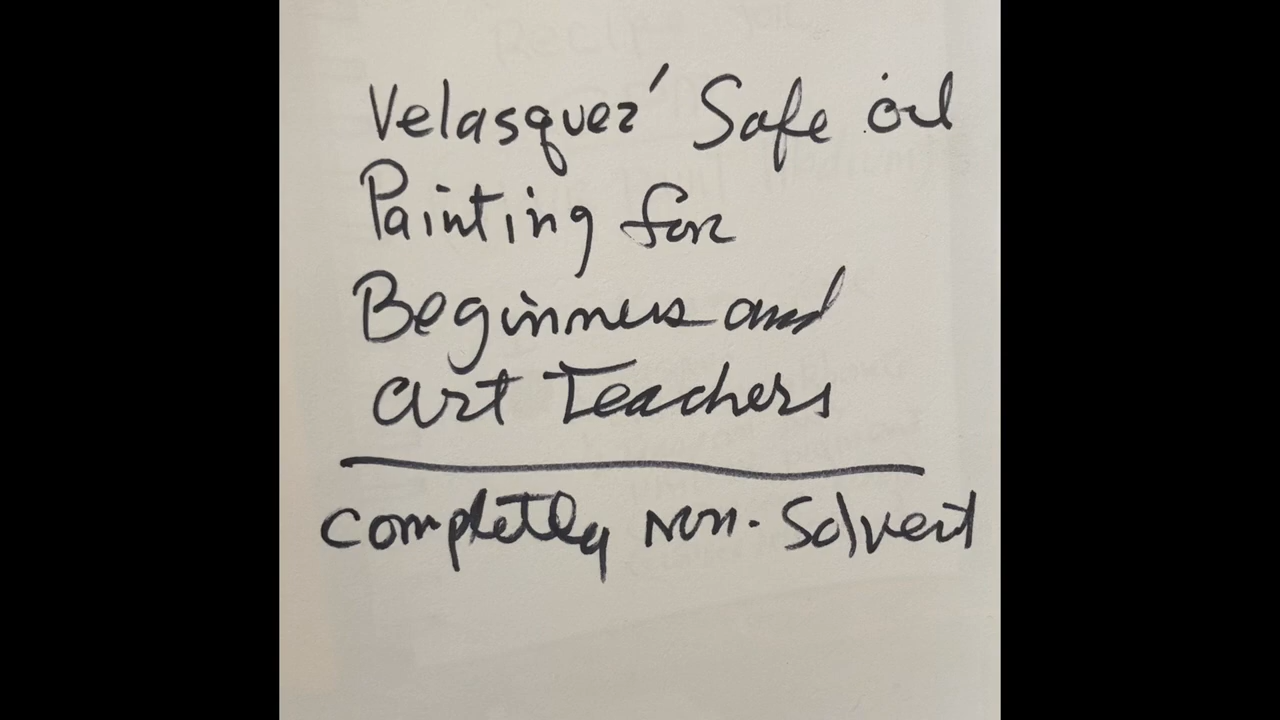 Velasquez' Safe oil
Painting for
Beginners and
Art Teachers
Completly Non-Solvent